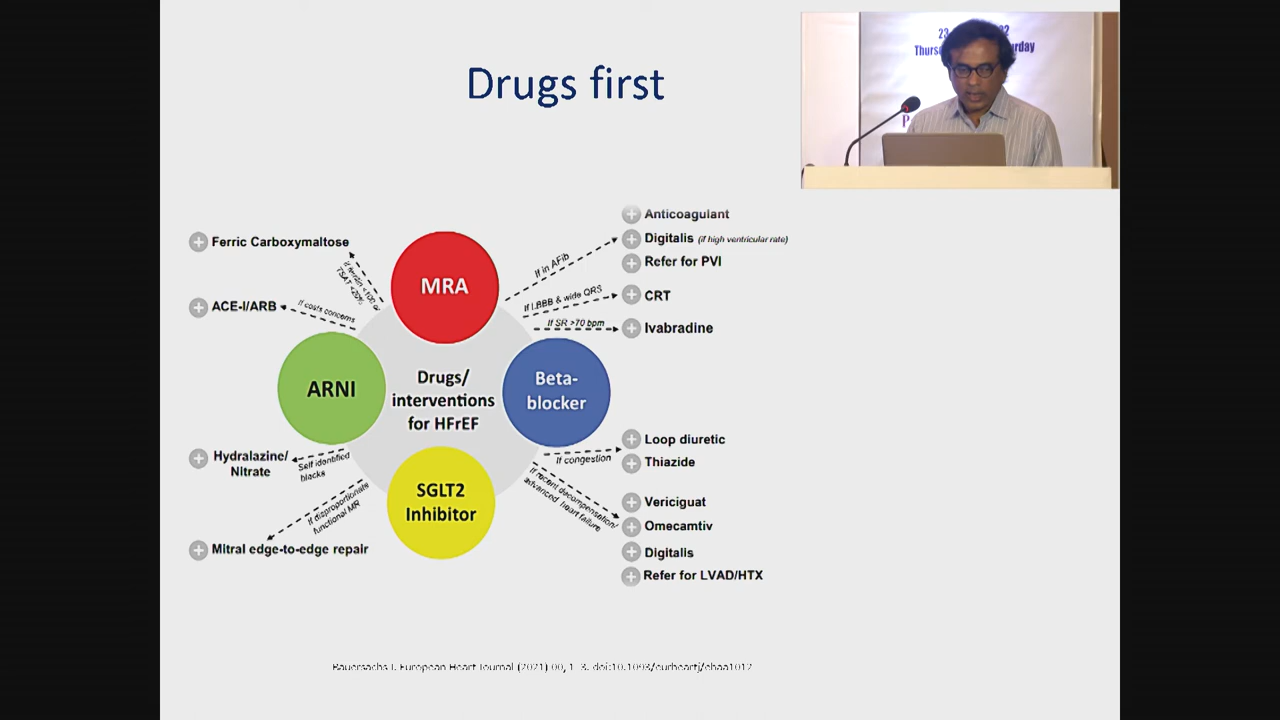 Drugs first
23
Thurs
urday
P
Anticoagulant
Digitalis (if high ventricular rate)
Refer for PVI
If in AFib
CRT
If LBBB & wide QRS
Ivabradine
If SR >70 bpm
Ferric Carboxymaltose
ACE-I/ARB
If costs concerns
MRA
ARNI
Drugs/
interventions
for HFrEF
Beta-
blocker
SGLT2
Inhibitor
Hydralazine/
Nitrate
Self identified
blacks
If disproportionate
functional MR
Mitral edge-to-edge repair
If congestion
Loop diuretic
Thiazide
If recent decompensation/
advanced heart failure
Vericiguat
Omecamtiv
Digitalis
Refer for LVAD/HTX
Bauersachs J. European Heart Journal (2021) 00, 1–3. doi:10.1093/eurheartj/ehaa1012